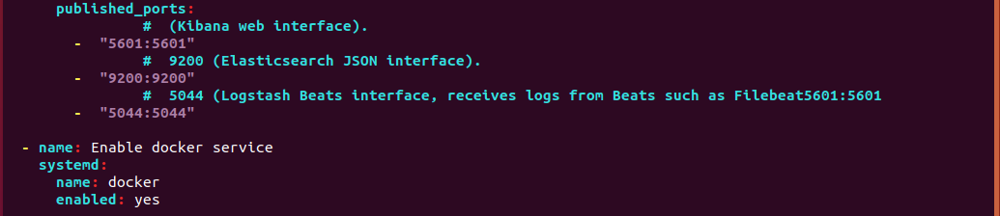 published_ports:
# (Kibana web interface).
- "5601:5601"
# 9200 (Elasticsearch JSON interface).
- "9200:9200"
# 5044 (Logstash Beats interface, receives logs from Beats such as Filebeat5601:5601
- "5044:5044"
- name: Enable docker service
systemd:
name: docker
enabled: yes